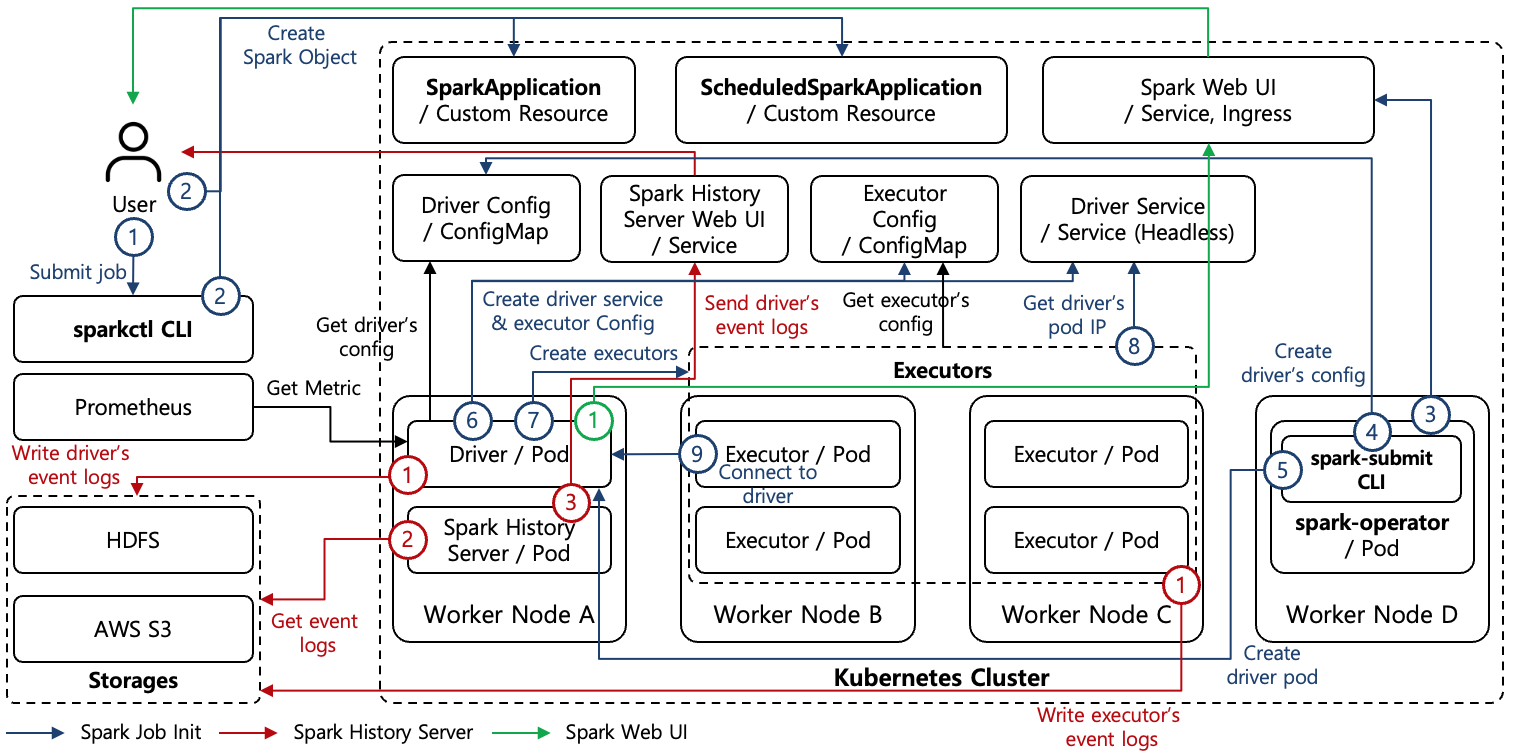 Create
Spark Object
SparkApplication
/ Custom Resource
ScheduledSparkApplication
/ Custom Resource
Spark Web UI
/ Service, Ingress
2
User
1
Submit job
2
sparkctl CLI
Driver Config
/ ConfigMap
Spark History
Server Web UI
/ Service
Executor
Config
/ ConfigMap
Driver Service
/ Service (Headless)
Get driver's
config
Create driver service
& executor Config
Send driver's
event logs
Get executor's
config
Get driver's
pod IP
Create executors
8
Executors
Create
driver's config
Prometheus
Get Metric
6
7
1
Driver / Pod
1
3
Spark History
Server / Pod
2
Worker Node A
9
Executor / Pod
Connect to
driver
Executor / Pod
Worker Node B
Executor / Pod
Executor / Pod
1
Worker Node C
3
4
5
spark-submit
CLI
spark-operator
/ Pod
Worker Node D
Write driver's
event logs
HDFS
AWS S3
Storages
Get event
logs
Create
driver pod
Kubernetes Cluster
Write executor's
event logs
Spark Job Init
Spark History Server
Spark Web UI